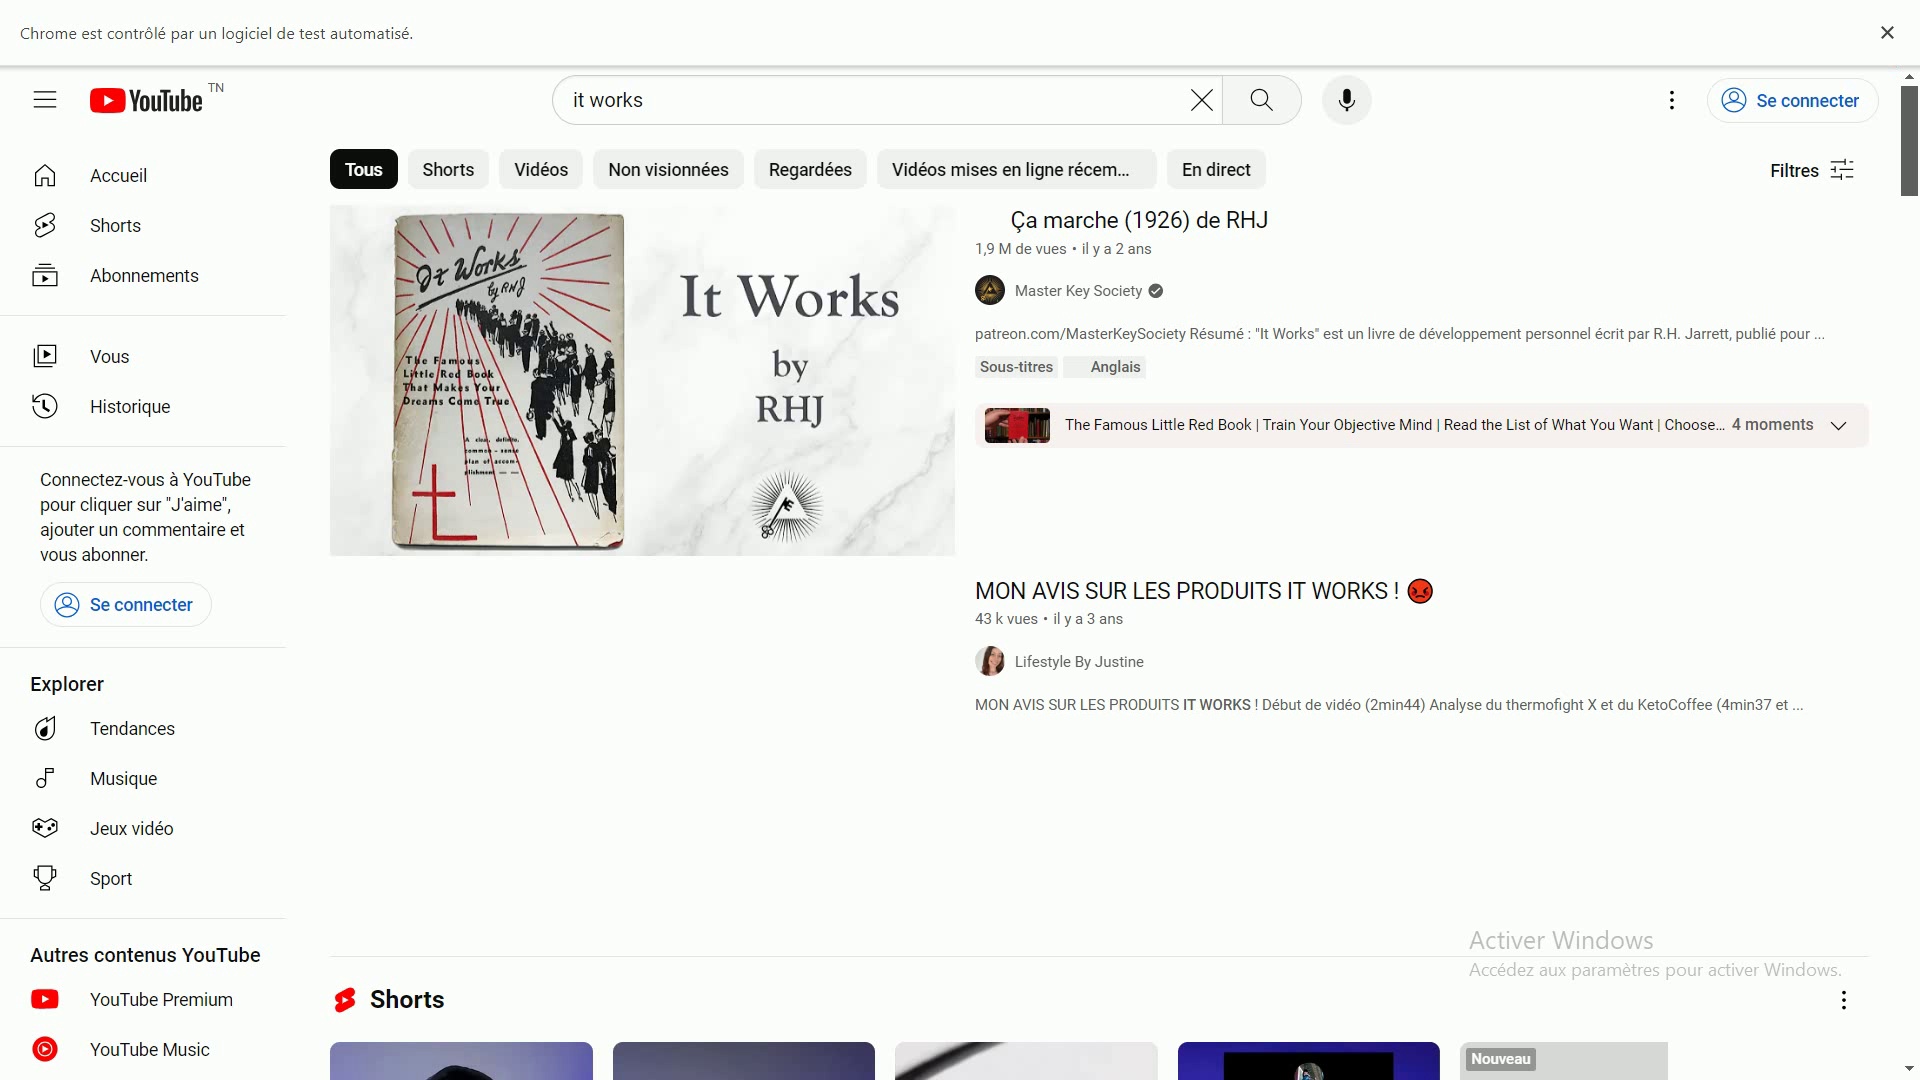 Chrome est contrôlé par un logiciel de test automatisé.
YouTube TN
it works
Se connecter
Accueil
Shorts
Abonnements
Vous
Historique
Connectez-vous à YouTube
pour cliquer sur "J'aime",
ajouter un commentaire et
vous abonner.
Se connecter
Explorer
Tendances
Musique
Jeux vidéo
Sport
Autres contenus YouTube
YouTube Premium
YouTube Music
Tous
Shorts
Vidéos
Non visionnées
Regardées
Vidéos mises en ligne récem...
En direct
Filtres
It Works
by RHJ
The Famous
Little Red Book
That Makes Your
Dreams Come True
A clear, definite,
common-sense
plan of accom-
plishment
It Works
by
RHJ
Ça marche (1926) de RHJ
1,9 M de vues • il y a 2 ans
Master Key Society
patreon.com/MasterKeySociety Résumé : "It Works" est un livre de développement personnel écrit par R.H. Jarrett, publié pour ...
Sous-titres
Anglais
The Famous Little Red Book | Train Your Objective Mind | Read the List of What You Want | Choose... 4 moments
MON AVIS SUR LES PRODUITS IT WORKS ! 😡
43 k vues • il y a 3 ans
Lifestyle By Justine
MON AVIS SUR LES PRODUITS IT WORKS ! Début de vidéo (2min44) Analyse du thermofight X et du KetoCoffee (4min37 et ...
Activer Windows
Accédez aux paramètres pour activer Windows.
Shorts
Nouveau